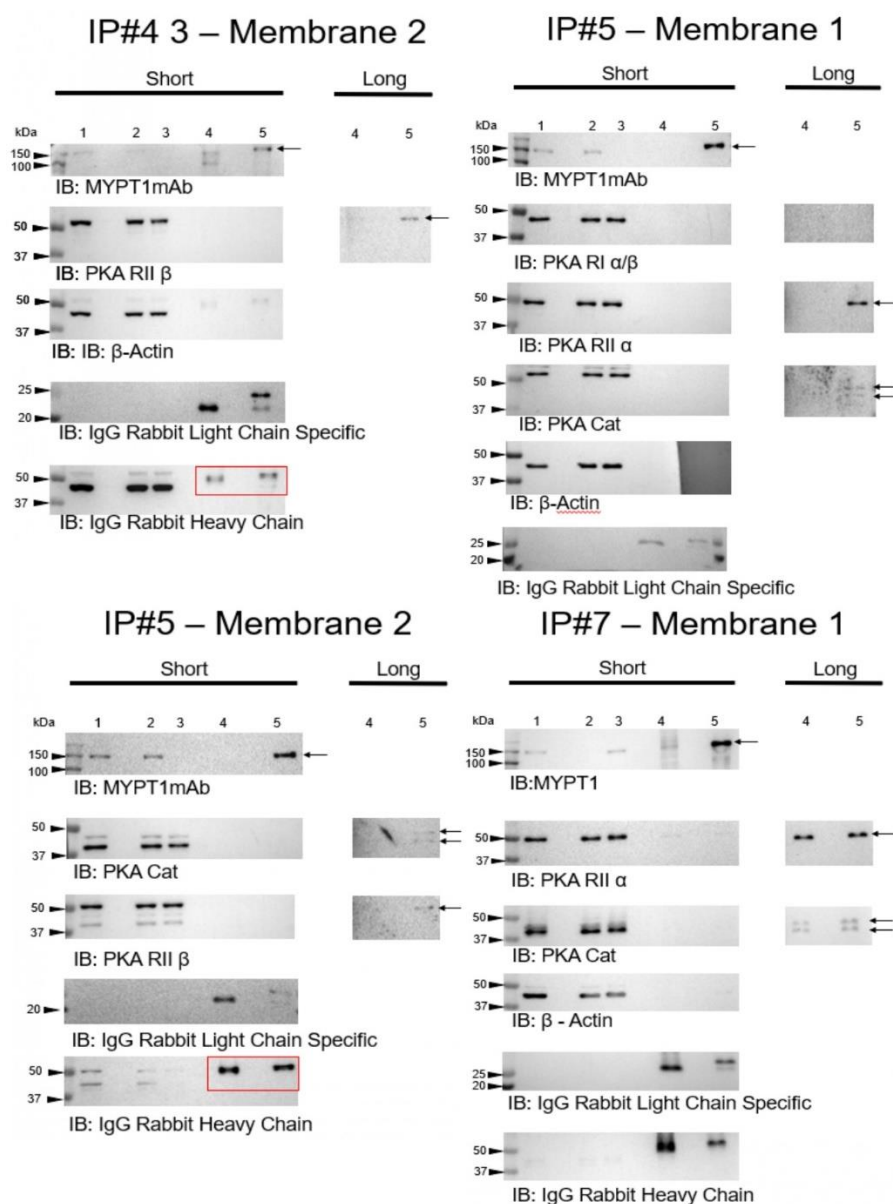 IP#4 3 – Membrane 2
Short
Long
kDa
1 2 3 4 5
4 5
150
100
IB: MYPT1mAb
50
37
IB: PKA RII β
50
37
IB: IB: β-Actin
25
20
IB: IgG Rabbit Light Chain Specific
50
37
IB: IgG Rabbit Heavy Chain
IP#5 – Membrane 1
Short
Long
kDa
1 2 3 4 5
4 5
150
100
IB: MYPT1mAb
50
37
IB: PKA RI α/β
50
37
IB: PKA RII α
50
37
IB: PKA Cat
50
37
IB: β-Actin
25
20
IB: IgG Rabbit Light Chain Specific
IP#5 – Membrane 2
Short
Long
kDa
1 2 3 4 5
4 5
150
100
IB: MYPT1mAb
50
37
IB: PKA Cat
50
37
IB: PKA RII β
20
IB: IgG Rabbit Light Chain Specific
50
37
IB: IgG Rabbit Heavy Chain
IP#7 – Membrane 1
Short
Long
kDa
1 2 3 4 5
4 5
150
100
IB:MYPT1
50
37
IB: PKA RII α
50
37
IB: PKA Cat
50
37
IB: β - Actin
25
20
IB: IgG Rabbit Light Chain Specific
50
37
IB: IgG Rabbit Heavy Chain